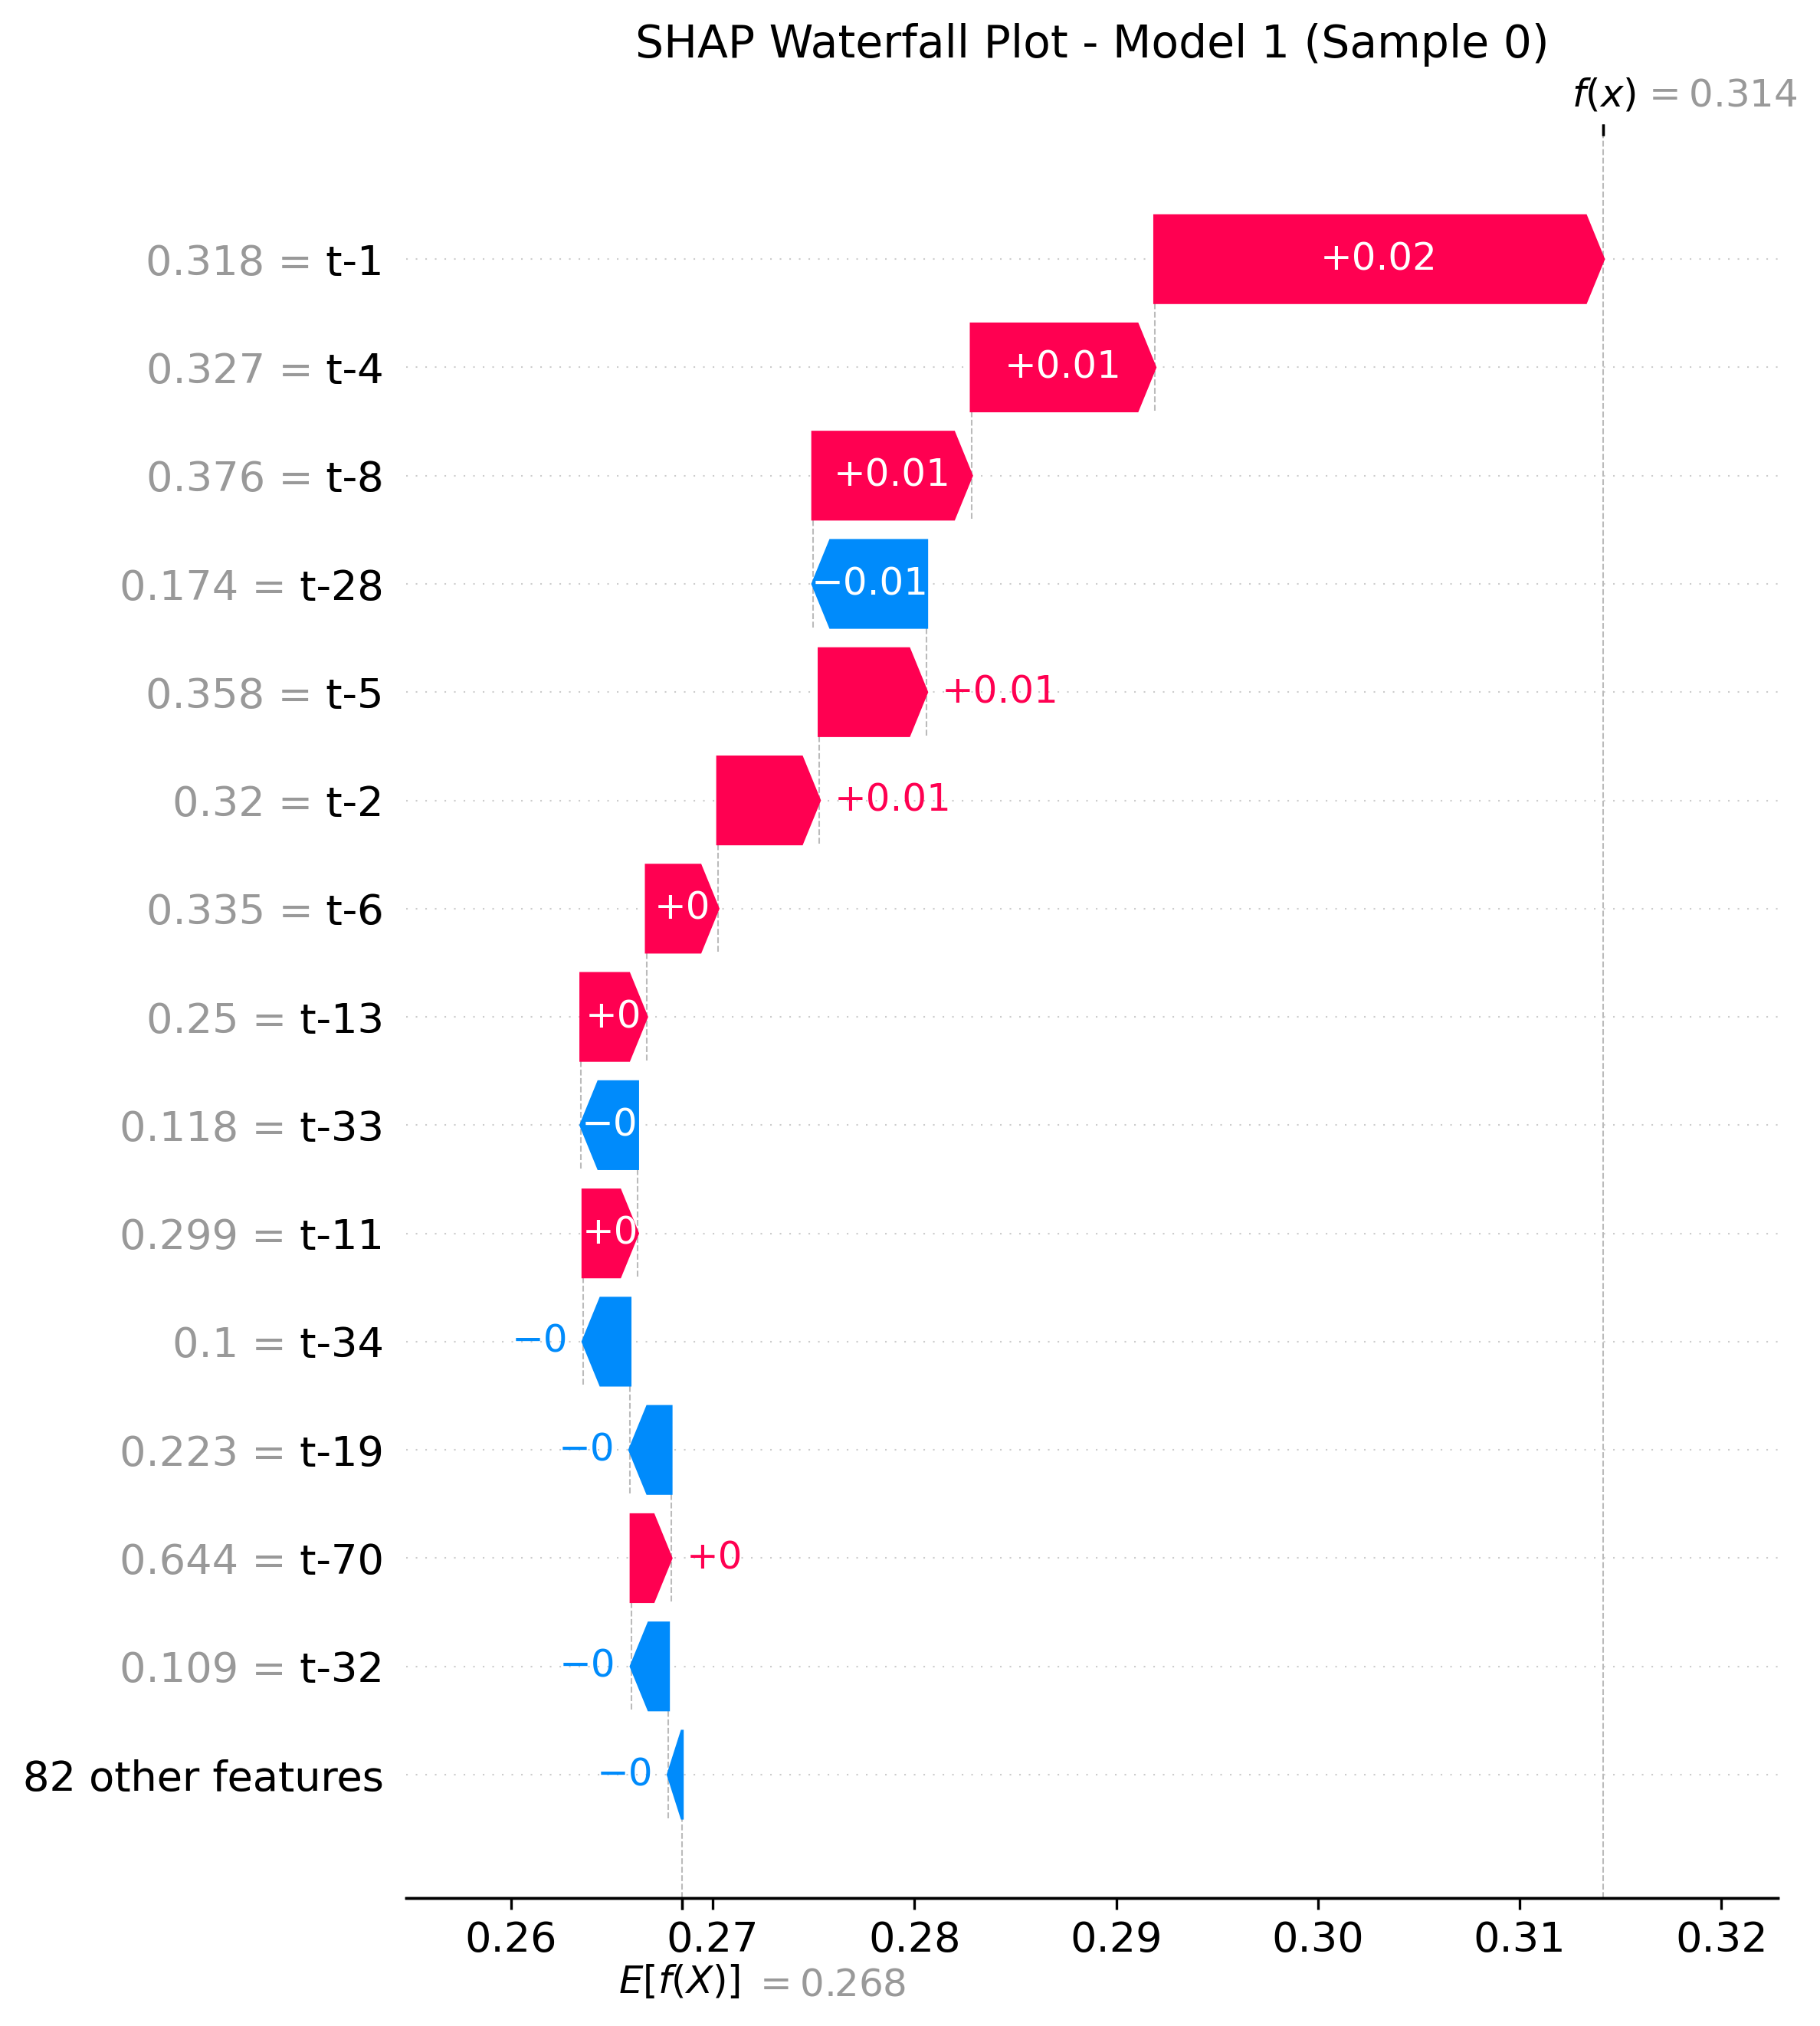 SHAP Waterfall Plot - Model 1 (Sample 0)
f(x) = 0.314
0.318 = t-1 +0.02
0.327 = t-4 +0.01
0.376 = t-8 +0.01
0.174 = t-28 −0.01
0.358 = t-5 +0.01
0.32 = t-2 +0.01
0.335 = t-6 +0
0.25 = t-13 +0
0.118 = t-33 −0
0.299 = t-11 +0
0.1 = t-34 −0
0.223 = t-19 −0
0.644 = t-70 +0
0.109 = t-32 −0
82 other features −0
0.26 0.27 0.28 0.29 0.30 0.31 0.32
E[f(X)] = 0.268